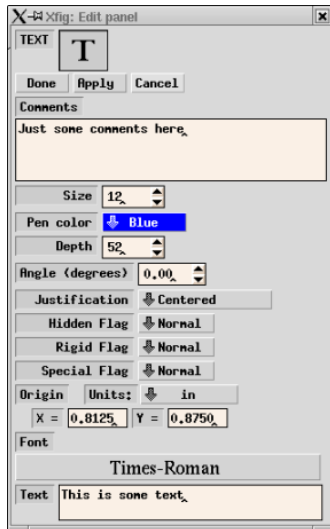 Xfig: Edit panel
TEXT T
Done Apply Cancel
Comments
Just some comments here
Size 12
Pen color Blue
Depth 52
Angle (degrees) 0.00
Justification Centered
Hidden Flag Normal
Rigid Flag Normal
Special Flag Normal
Origin Units: in
X = 0.8125 Y = 0.8750
Font
Times-Roman
Text This is some text